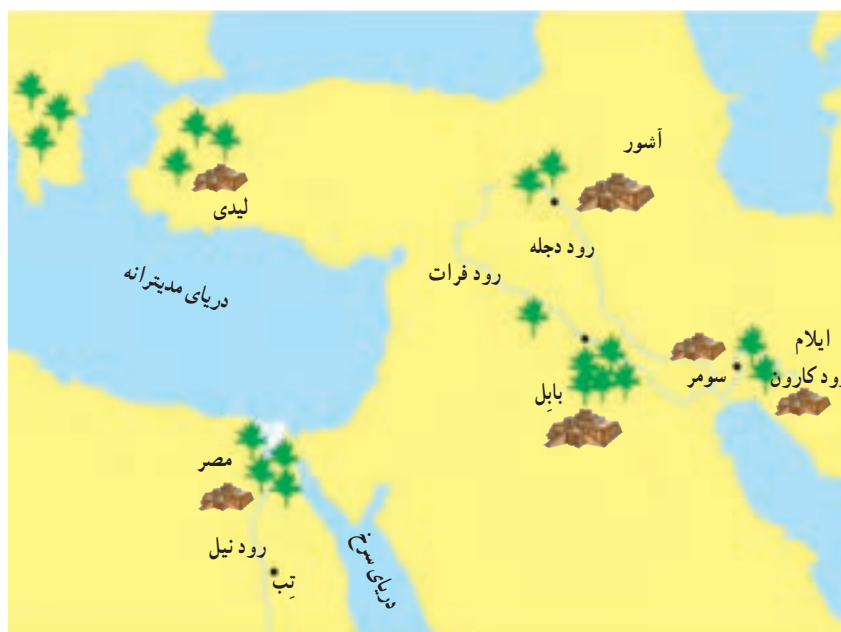 آشور
لیدی
رود دجله
رود فرات
دریای مدیترانه
ایلام
رود کارون
سومر
بابِل
مصر
رود نیل
تِب
دریای سرخ